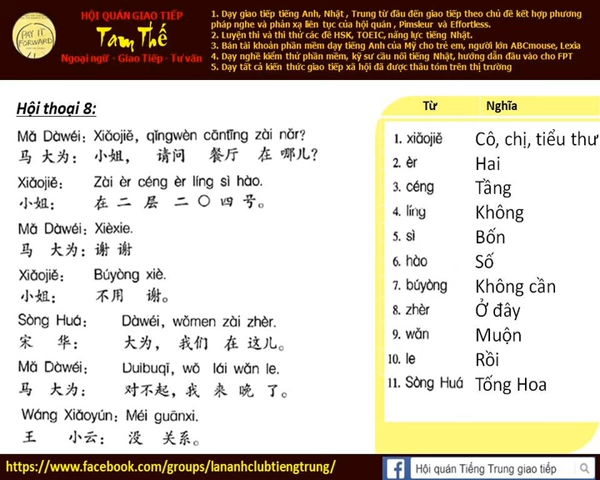 PAY IT FORWARD
HỘI QUÁN GIAO TIẾP
Tam Thế
Ngoại ngữ - Giao Tiếp - Tư vấn
1. Dạy giao tiếp tiếng Anh, Nhật , Trung từ đầu đến giao tiếp theo chủ đề kết hợp phương
pháp nghe và phản xạ liên tục của hội quán , Pimsleur và Effortless.
2. Luyện thi và thi thử các đề HSK, TOEIC, năng lực tiếng Nhật.
3. Bán tài khoản phần mềm dạy tiếng Anh của Mỹ cho trẻ em, người lớn ABCmouse, Lexia
4. Dạy nghề kiểm thử phần mềm, kỹ sư cầu nối tiếng Nhật, hướng dẫn đầu vào cho FPT
5. Dạy tất cả kiến thức giao tiếp xã hội đã được thâu tóm trên thị trường
Hội thoại 8:
Mǎ Dàwéi: Xiǎojiě, qǐngwèn cāntīng zài nǎr?
马 大为: 小姐, 请问 餐厅 在 哪儿?
Xiǎojiě: Zài èr céng èr líng sì hào.
小姐: 在 二 层 二 〇 四 号。
Mǎ Dàwéi: Xièxie.
马 大为: 谢 谢
Xiǎojiě: Búyòng xiè.
小姐: 不用 谢。
Sòng Huá: Dàwéi, wǒmen zài zhèr.
宋 华: 大为, 我们 在 这儿。
Mǎ Dàwéi: Duìbuqǐ, wǒ lái wǎn le.
马 大为: 对不起, 我 来 晚 了。
Wáng Xiǎoyún: Méi guānxi.
王 小云: 没 关系。
Từ Nghĩa
1. xiǎojiě Cô, chị, tiểu thư
2. èr Hai
3. céng Tầng
4. líng Không
5. sì Bốn
6. hào Số
7. búyòng Không cần
8. zhèr Ở đây
9. wǎn Muộn
10. le Rồi
11. Sòng Huá Tống Hoa
https://www.facebook.com/groups/lananhclubtiengtrung/
f Hội quán Tiếng Trung giao tiếp